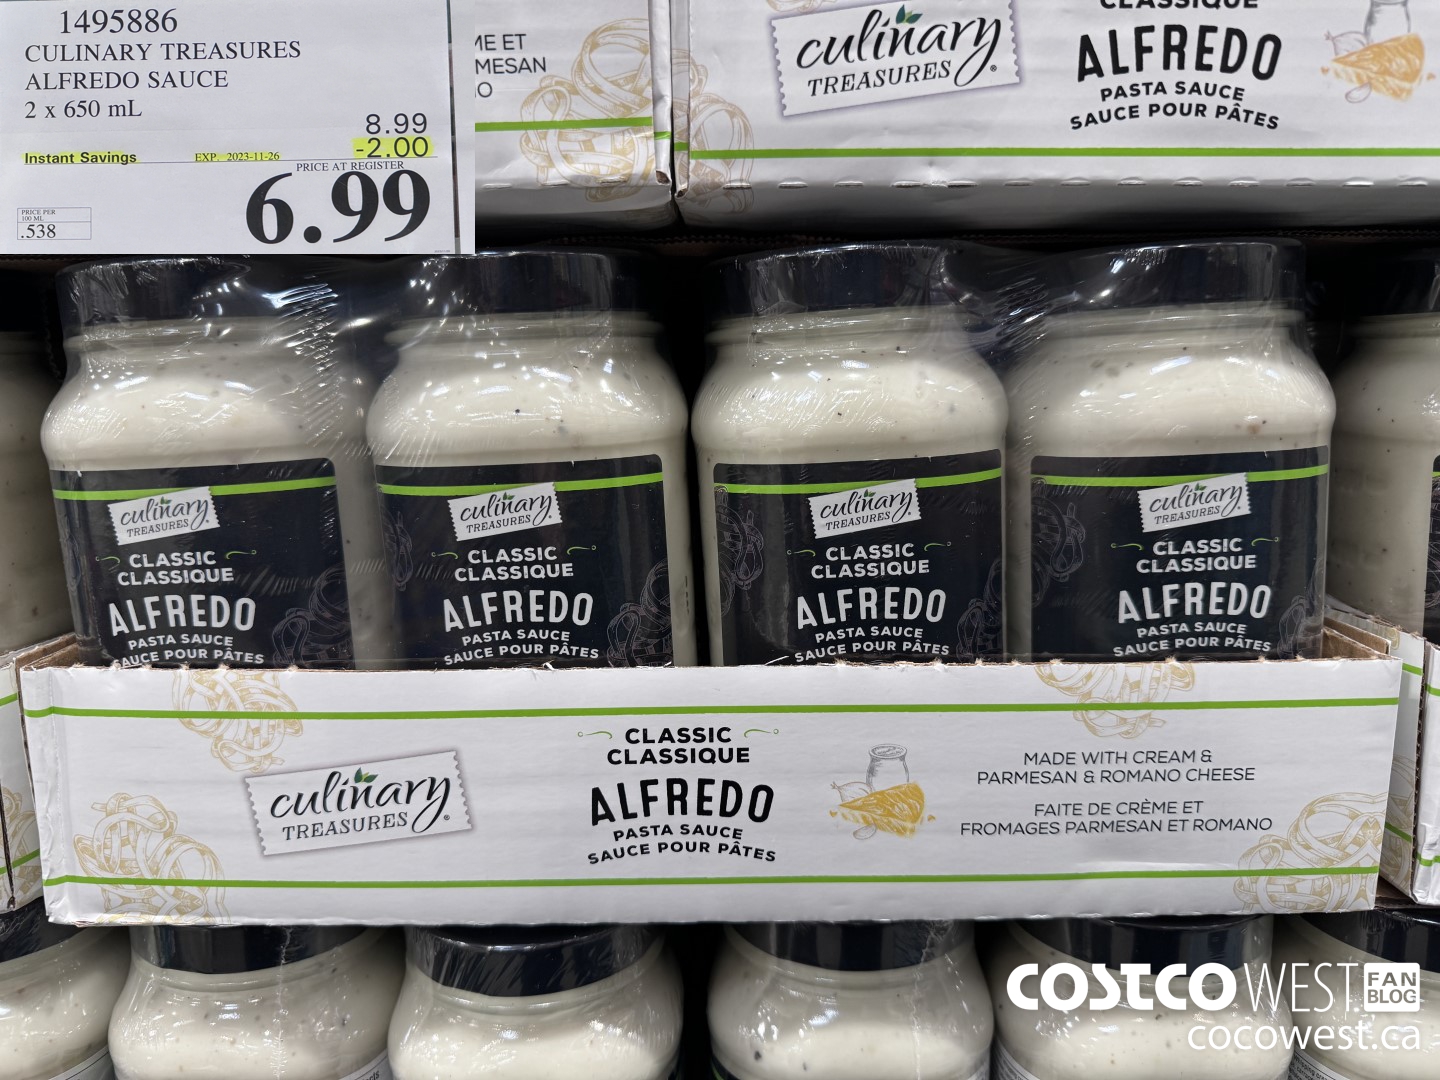 1495886
CULINARY TREASURES
ALFREDO SAUCE
2 x 650 mL
8.99
Instant Savings EXP. 2023-11-26 -2.00
PRICE AT REGISTER
6.99
PRICE PER
100 ML
.538
ME ET
MESAN
O
culinary
TREASURES®
CLASSIQUE
ALFREDO
PASTA SAUCE
SAUCE POUR PÂTES
culinary
TREASURES®
CLASSIC
CLASSIQUE
ALFREDO
PASTA SAUCE
SAUCE POUR PÂTES
culinary
TREASURES®
CLASSIC
CLASSIQUE
ALFREDO
PASTA SAUCE
SAUCE POUR PÂTES
culinary
TREASURES®
CLASSIC
CLASSIQUE
ALFREDO
PASTA SAUCE
SAUCE POUR PÂTES
culinary
TREASURES®
CLASSIC
CLASSIQUE
ALFREDO
PASTA SAUCE
SAUCE POUR PÂTES
culinary
TREASURES®
CLASSIC
CLASSIQUE
ALFREDO
PASTA SAUCE
SAUCE POUR PÂTES
MADE WITH CREAM &
PARMESAN & ROMANO CHEESE
FAITE DE CRÈME ET
FROMAGES PARMESAN ET ROMANO
COSTCO WEST FAN
BLOG
cocowest.ca